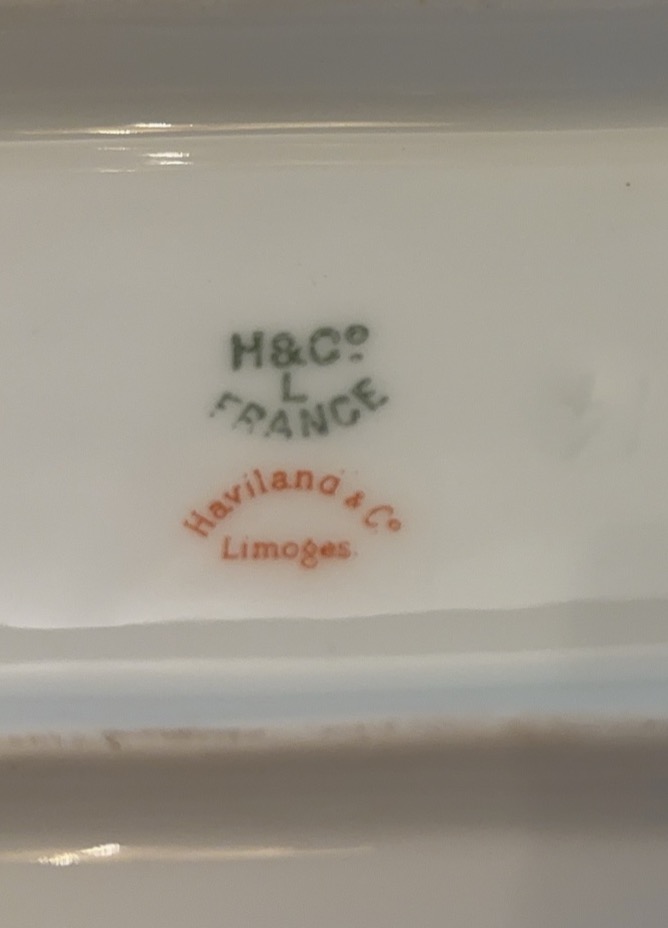 H&Cº
L
FRANCE
Haviland & Cº
Limoges.